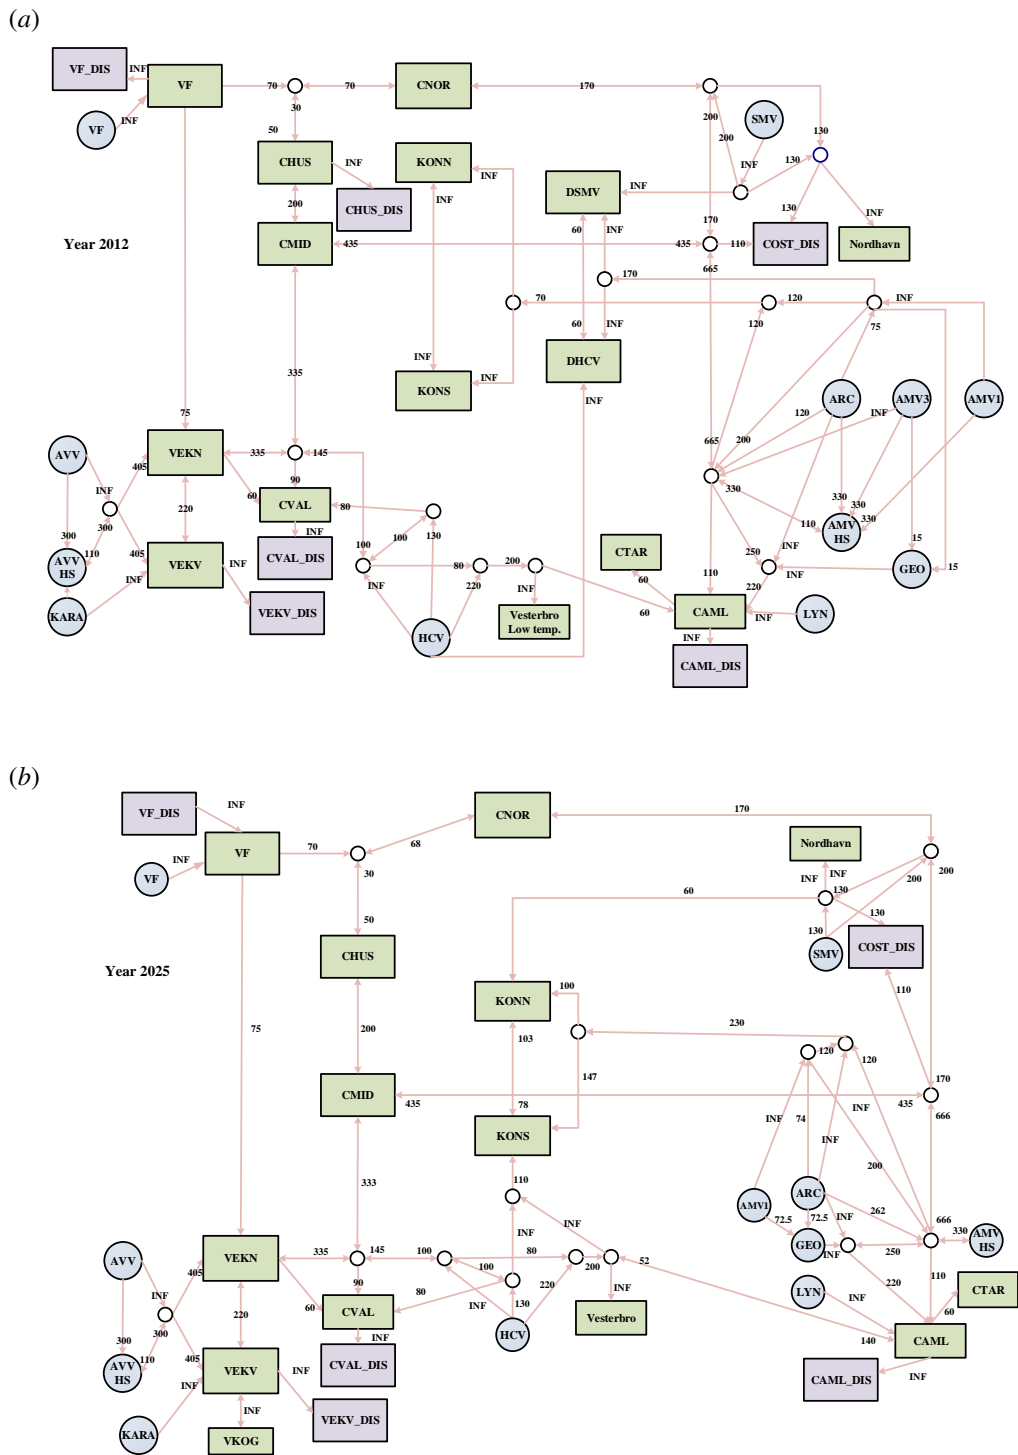 (a)
VF_DIS INF VF 70 70 CNOR 170
VF INF 30 200 SMV 130
50 200
CHUS INF KONN INF INF 130
200 CHUS_DIS INF DSMV INF 130 INF
Year 2012 CMID 435 60 INF 170 435 110 COST_DIS Nordhavn
665
170
70 120 INF
60 INF 120 75
INF DHCV
335 KONS INF INF ARC AMV3 AMV1
75 120 INF
665 200
AVV VEKN 335 145
405 60 90 330
INF 220 CVAL 80 330 330
300 300 INF 100 130 110 AMV HS 330
110 405 100 CTAR 250 INF 15
AVV HS VEKV INF CVAL_DIS 80 200 INF GEO 15
INF INF 220 INF 60 110 220
KARA VEKV_DIS HCV Vesterbro Low temp. 60 CAML INF LYN
INF
CAML_DIS
(b)
VF_DIS INF CNOR 170
VF 70 68 Nordhavn
VF INF 30 INF INF 200 200
60 130
50 130 130
CHUS SMV COST_DIS
Year 2025 KONN 100 110
200 103 230
75 120 120
147
CMID 435 78 INF 74 INF 435 170
KONS INF 666
200
333 110 ARC
AMV1 262
72.5 72.5 INF 666
AVV VEKN 335 145 100 INF INF GEO INF 250 330 AMV HS
405 90 100 80 220 200 52
INF 220 60 CVAL 80 130 220 110 CTAR
300 300 INF INF Vesterbro LYN INF 60
AVV HS 110 405 CVAL_DIS HCV 140 CAML
INF VEKV INF CAML_DIS INF
KARA INF VEKV_DIS
VKOG